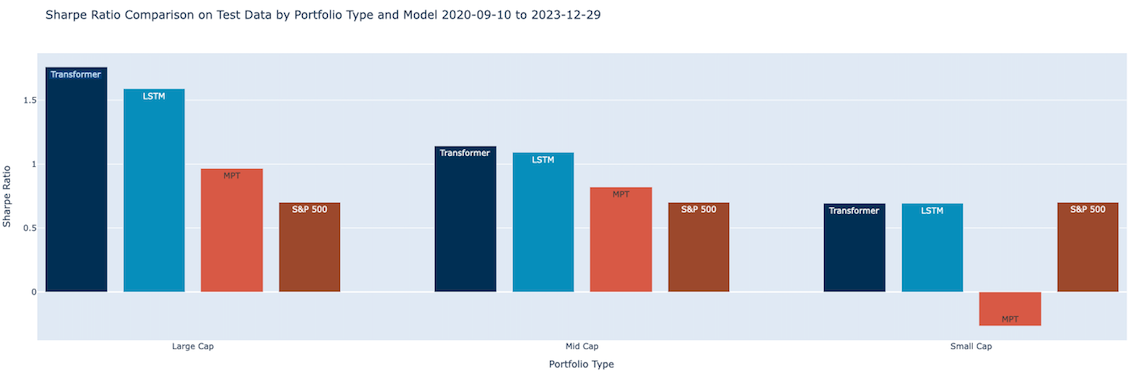 Sharpe Ratio Comparison on Test Data by Portfolio Type and Model 2020-09-10 to 2023-12-29
Sharpe Ratio
1.5
1
0.5
0
Transformer
LSTM
MPT
S&P 500
Transformer
LSTM
MPT
S&P 500
Transformer
LSTM
MPT
S&P 500
Large Cap
Mid Cap
Small Cap
Portfolio Type